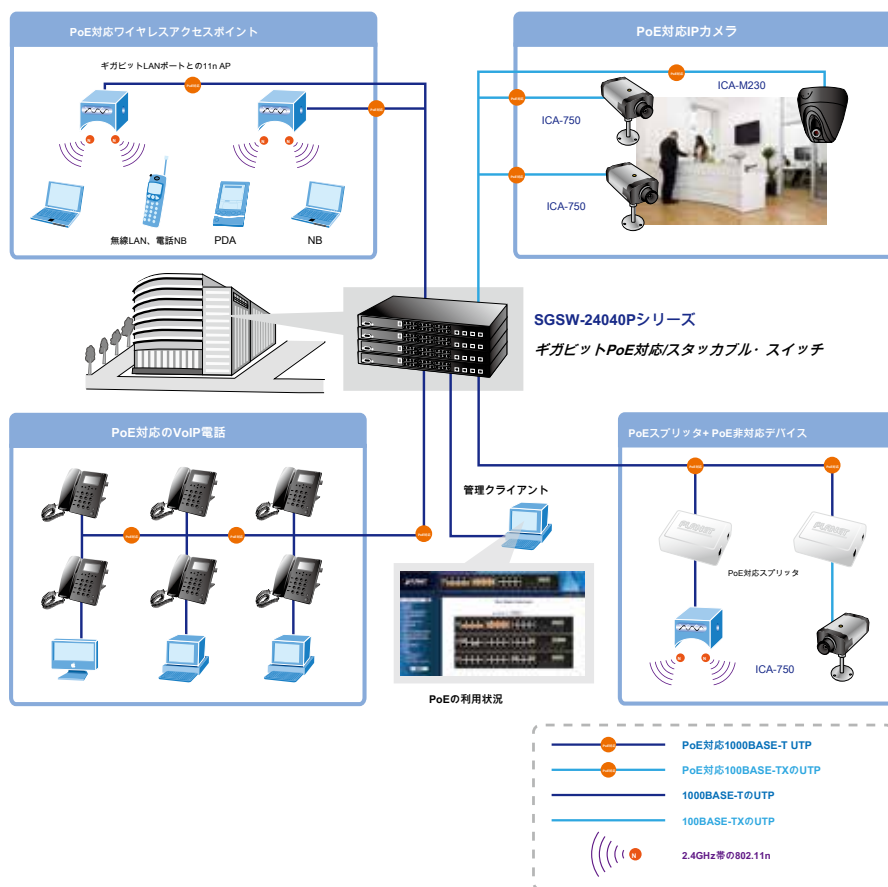 PoE対応ワイヤレスアクセスポイント
ギガビットLANポートとの11n AP
N
N
N
N
無線LAN、電話NB
PDA
NB
PoE対応IPカメラ
ICA-M230
ICA-750
ICA-750
SGSW-24040Pシリーズ
ギガビットPoE対応/スタッカブル・スイッチ
PoE対応のVoIP電話
管理クライアント
PoEの利用状況
PoEスプリッタ+ PoE非対応デバイス
PLANET
PLANET
PoE対応スプリッタ
N
N
ICA-750
PoE対応1000BASE-T UTP
PoE対応100BASE-TXのUTP
1000BASE-TのUTP
100BASE-TXのUTP
N
2.4GHz帯の802.11n